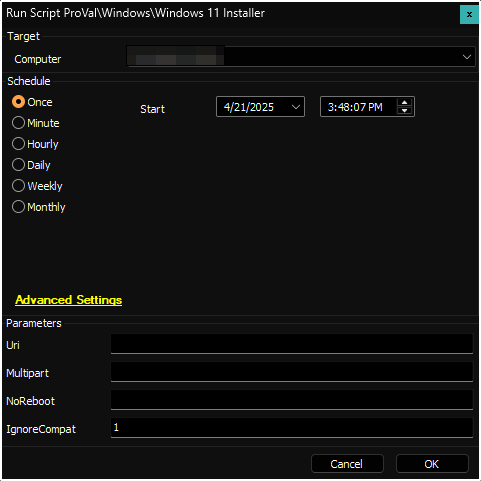 Run Script ProVal\Windows\Windows 11 Installer x
Target
Computer
Schedule
Once
Start 4/21/2025 3:48:07 PM
Minute
Hourly
Daily
Weekly
Monthly
Advanced Settings
Parameters
Uri
Multipart
NoReboot
IgnoreCompat 1
Cancel OK